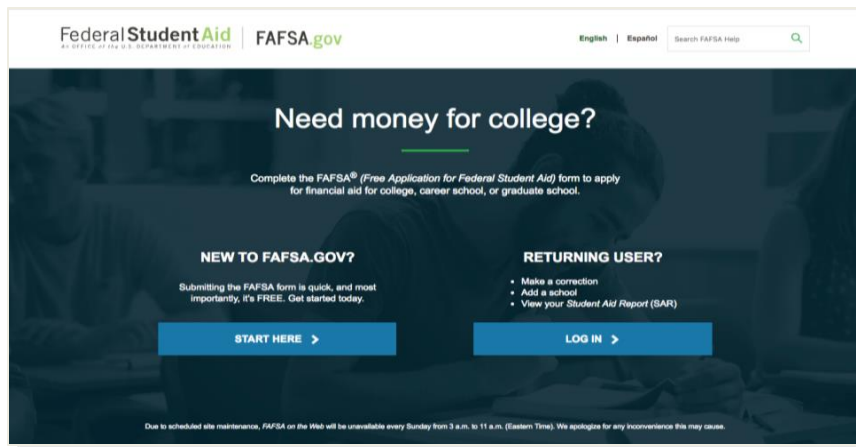 Federal Student Aid FAFSA.gov
An OFFICE of the U.S. DEPARTMENT of EDUCATION
English | Español Search FAFSA Help
Need money for college?
Complete the FAFSA® (Free Application for Federal Student Aid) form to apply
for financial aid for college, career school, or graduate school.
NEW TO FAFSA.GOV?
Submitting the FAFSA form is quick, and most
importantly, it's FREE. Get started today.
START HERE >
RETURNING USER?
• Make a correction
• Add a school
• View your Student Aid Report (SAR)
LOG IN >
Due to scheduled site maintenance, FAFSA on the Web will be unavailable every Sunday from 3 a.m. to 11 a.m. (Eastern Time). We apologize for any inconvenience this may cause.